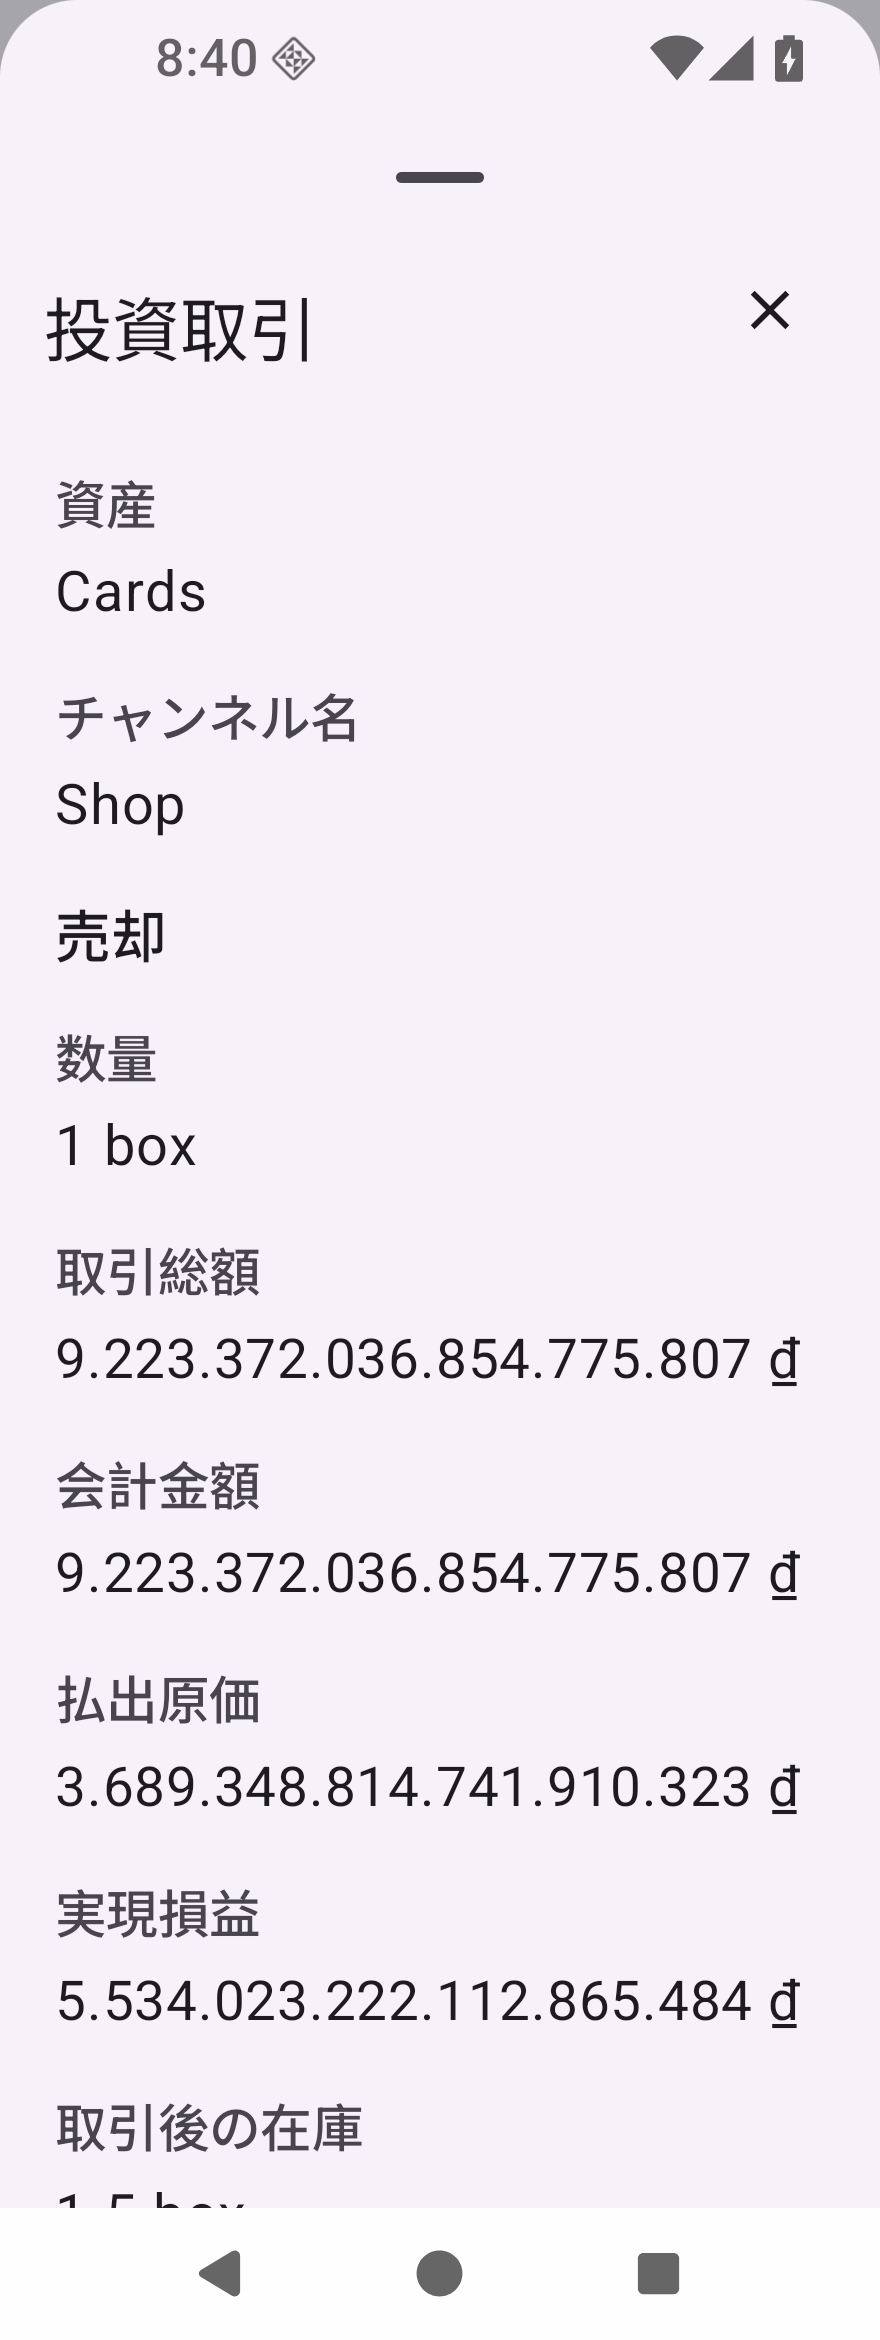 8:40
投資取引
資産
Cards
チャンネル名
Shop
売却
数量
1 box
取引総額
9.223.372.036.854.775.807 ₫
会計金額
9.223.372.036.854.775.807 ₫
払出原価
3.689.348.814.741.910.323 ₫
実現損益
5.534.023.222.112.865.484 ₫
取引後の在庫